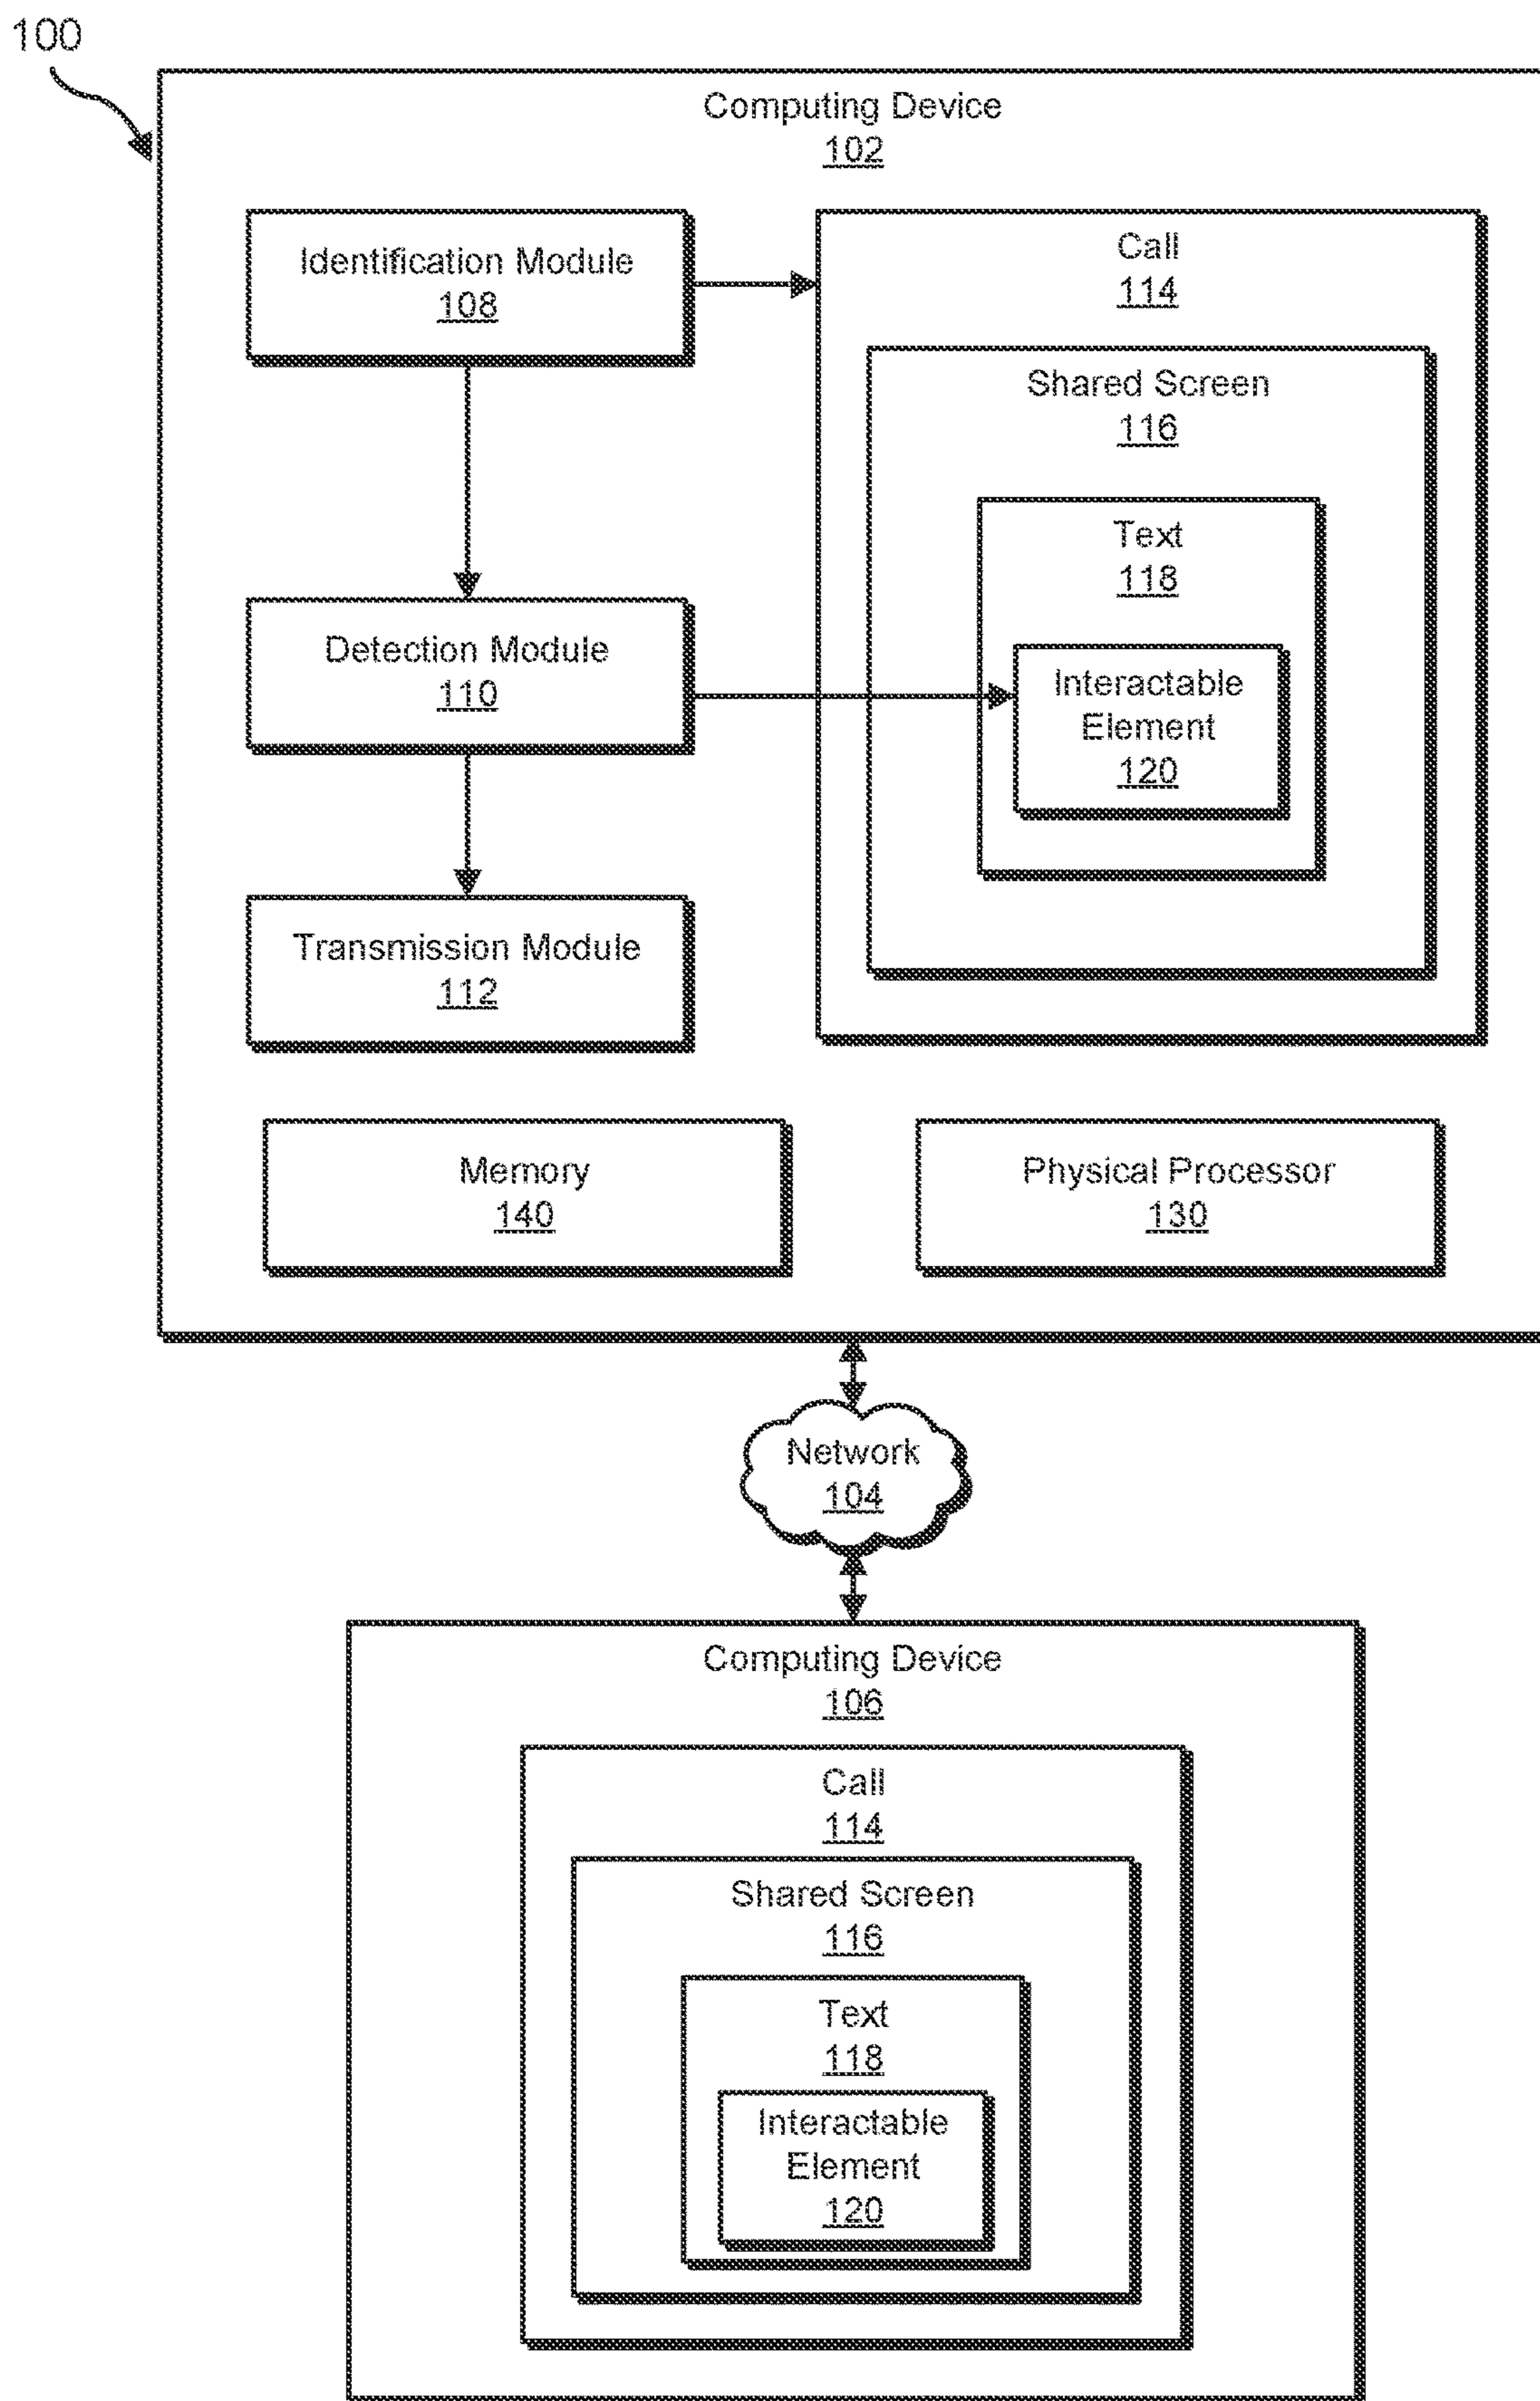 100
Computing Device
102
Identification Module
108
Call
114
Shared Screen
116
Text
118
Detection Module
110
Interactable
Element
120
Transmission Module
112
Memory
140
Physical Processor
130
Network
104
Computing Device
106
Call
114
Shared Screen
116
Text
118
Interactable
Element
120